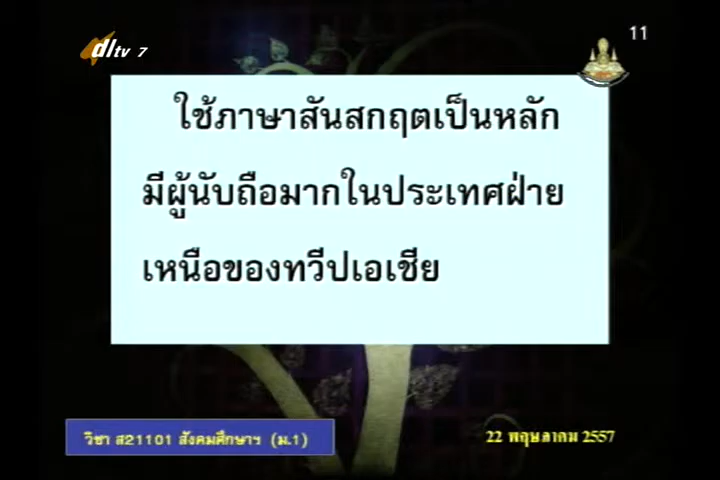 dltv 7
11
ใช้ภาษาสันสกฤตเป็นหลัก
มีผู้นับถือมากในประเทศฝ่าย
เหนือของทวีปเอเชีย
วิชา ส21101 สังคมศึกษาฯ (ม.1)
22 พฤษภาคม 2557